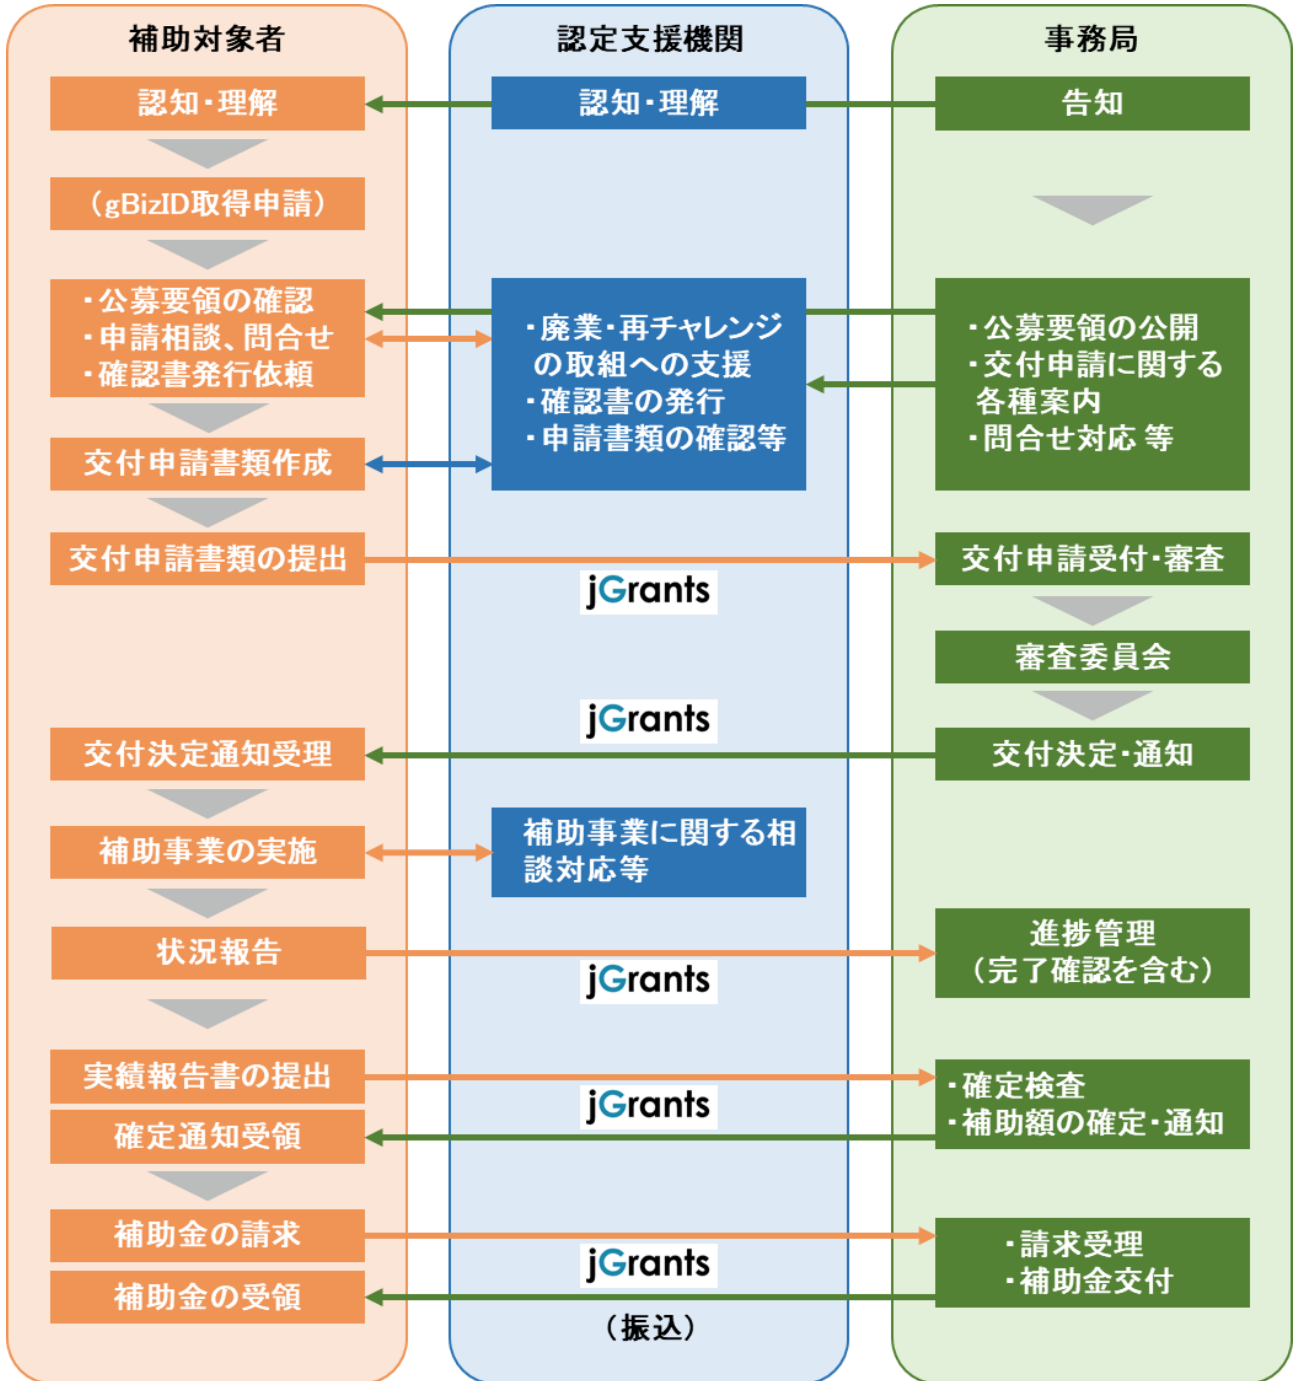 補助対象者
認定支援機関
事務局
認知・理解
認知・理解
告知
（gBizID取得申請）
・公募要領の確認
・申請相談、問合せ
・確認書発行依頼
・廃業・再チャレンジ
の取組への支援
・確認書の発行
・申請書類の確認等
・公募要領の公開
・交付申請に関する
各種案内
・問合せ対応 等
交付申請書類作成
交付申請書類の提出
jGrants
交付申請受付・審査
審査委員会
交付決定通知受理
jGrants
交付決定・通知
補助事業の実施
補助事業に関する相
談対応等
状況報告
jGrants
進捗管理
（完了確認を含む）
実績報告書の提出
確定通知受領
jGrants
・確定検査
・補助額の確定・通知
補助金の請求
補助金の受領
jGrants
（振込）
・請求受理
・補助金交付